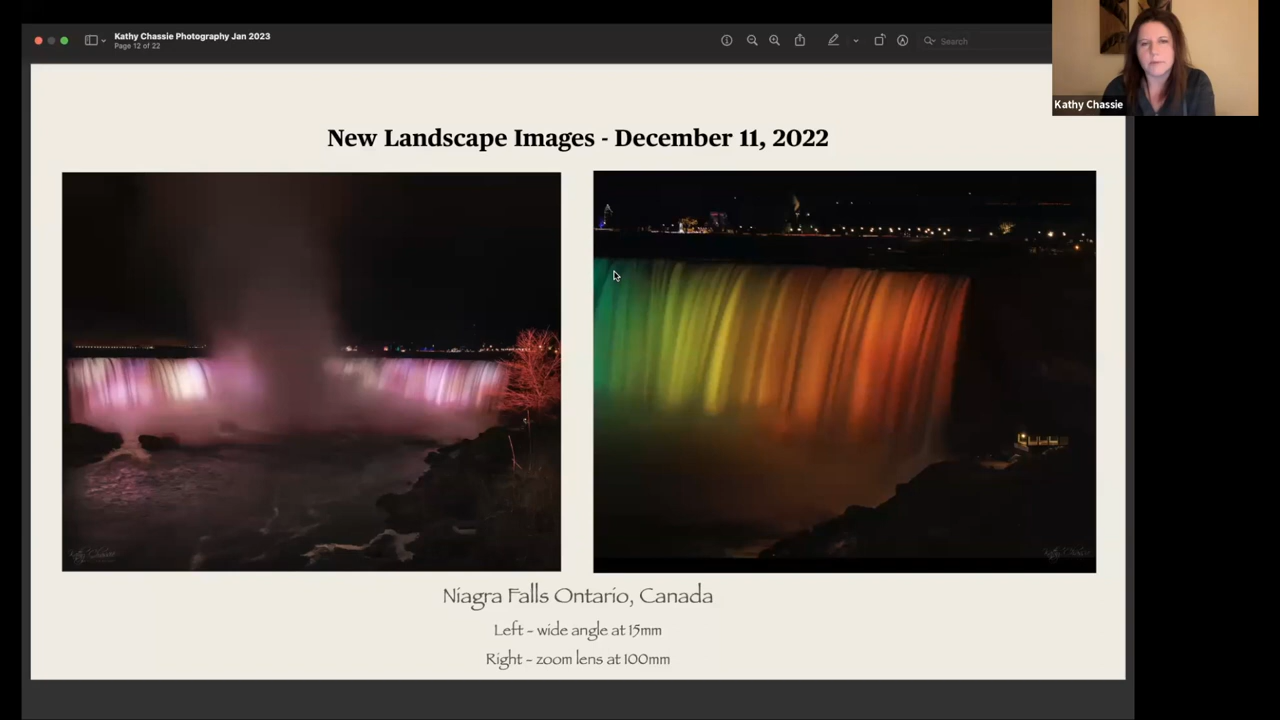 Kathy Chassie Photography Jan 2023
Page 12 of 22
Search
Kathy Chassie
New Landscape Images - December 11, 2022
Niagra Falls Ontario, Canada
Left - wide angle at 15mm
Right - zoom lens at 100mm